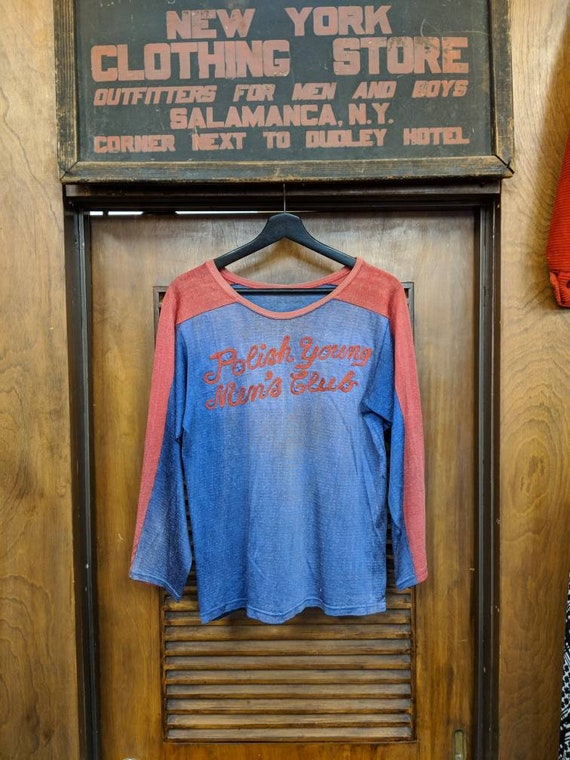 NEW YORK
CLOTHING STORE
OUTFITTERS FOR MEN AND BOYS
SALAMANCA, N.Y.
CORNER NEXT TO DUDLEY HOTEL
Polish Young
Men's Club